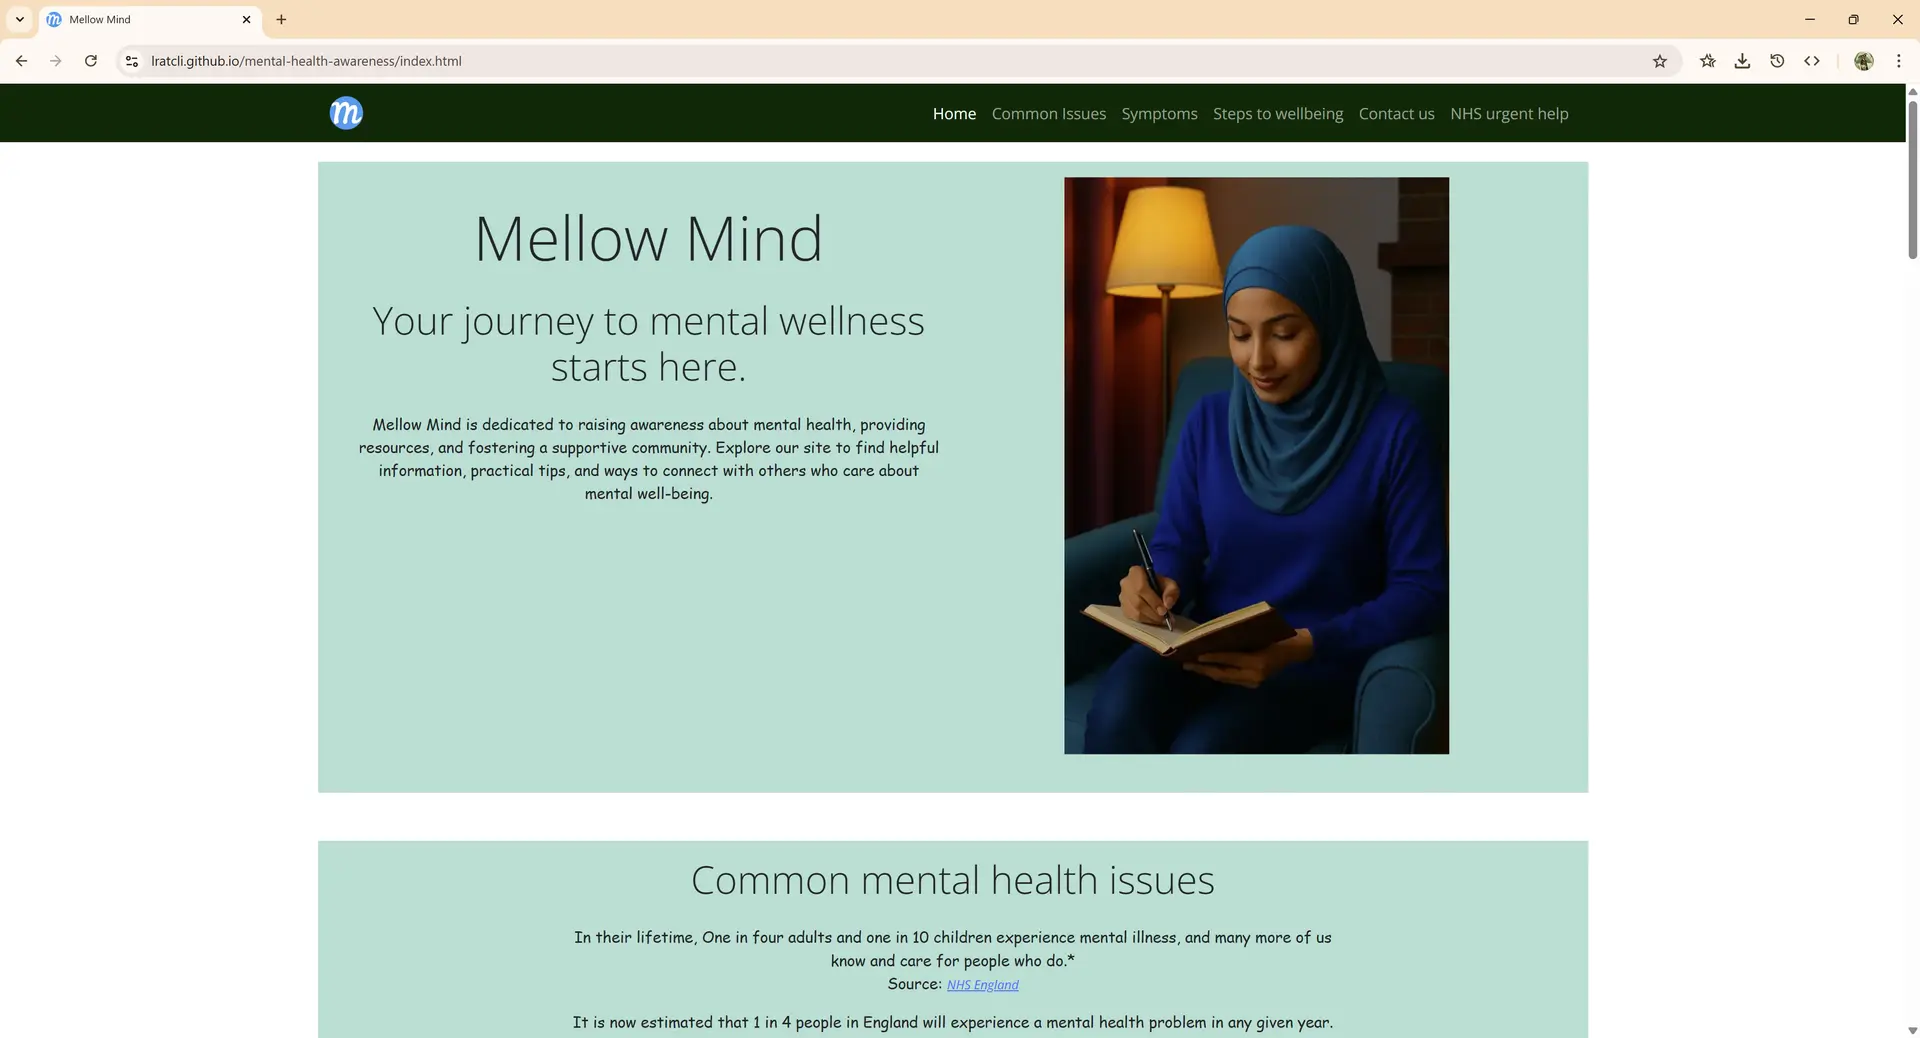 Mellow Mind
lratcli.github.io/mental-health-awareness/index.html
m
Home Common Issues Symptoms Steps to wellbeing Contact us NHS urgent help
Mellow Mind
Your journey to mental wellness
starts here.
Mellow Mind is dedicated to raising awareness about mental health, providing
resources, and fostering a supportive community. Explore our site to find helpful
information, practical tips, and ways to connect with others who care about
mental well-being.
Common mental health issues
In their lifetime, One in four adults and one in 10 children experience mental illness, and many more of us
know and care for people who do.*
Source: NHS England
It is now estimated that 1 in 4 people in England will experience a mental health problem in any given year.